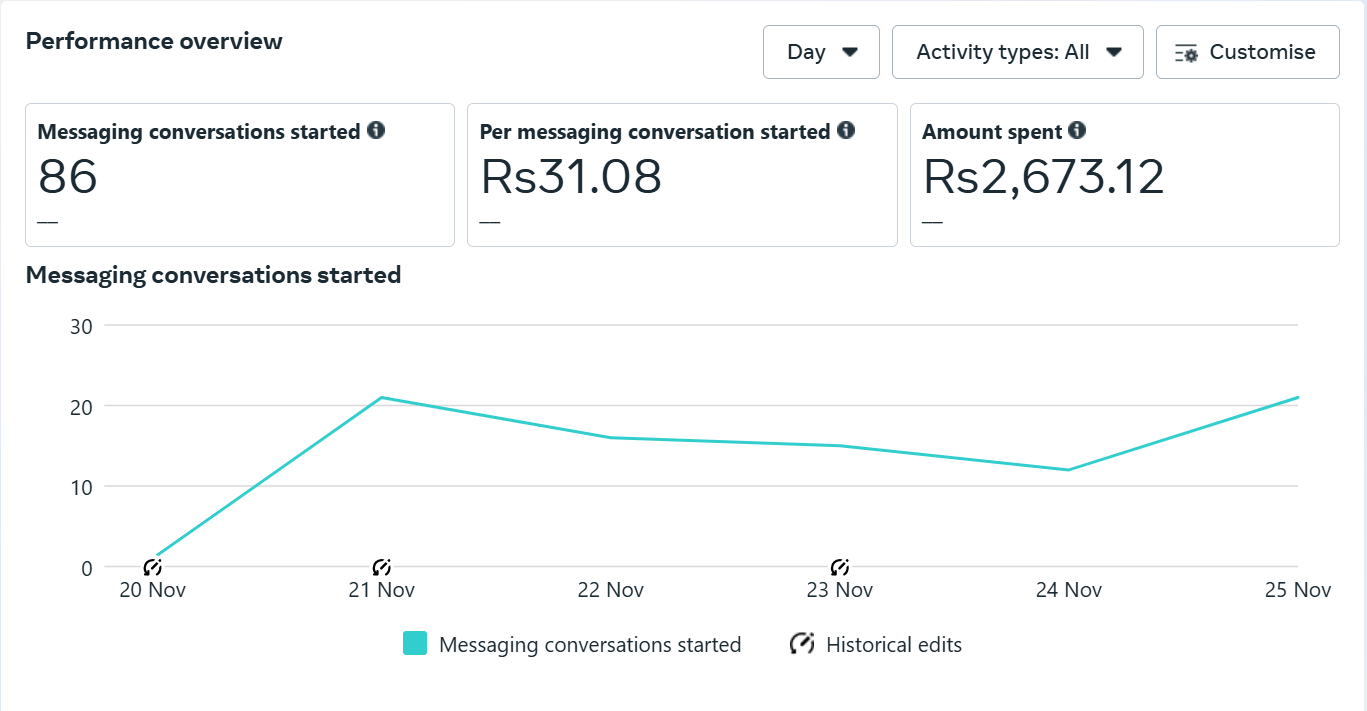 Performance overview
Day
Activity types: All
Customise
Messaging conversations started
86
—
Per messaging conversation started
Rs31.08
—
Amount spent
Rs2,673.12
—
Messaging conversations started
30
20
10
0
20 Nov 21 Nov 22 Nov 23 Nov 24 Nov 25 Nov
Messaging conversations started Historical edits